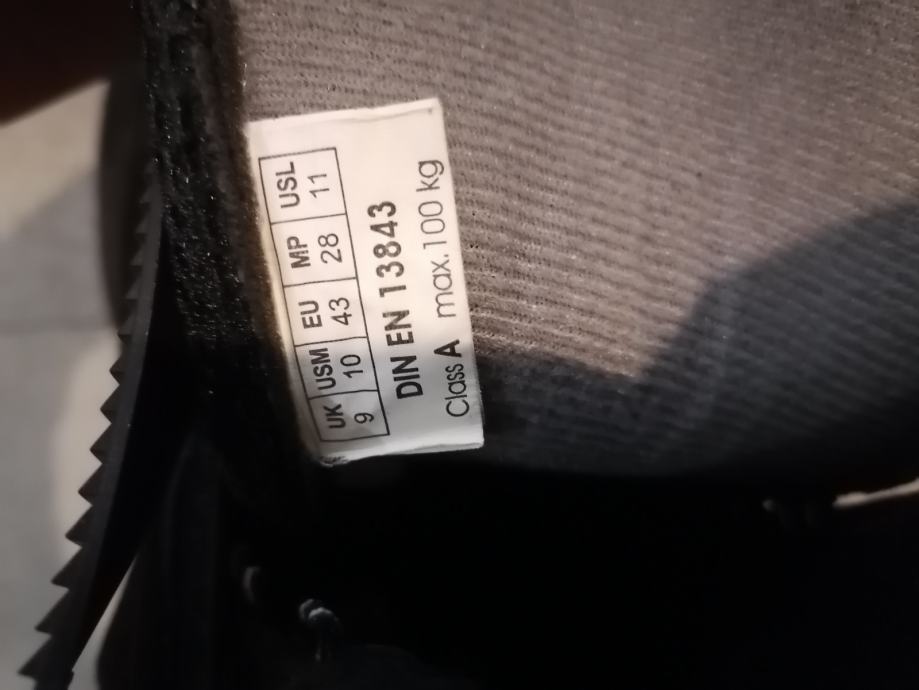 UK USM EU MP USL
9 10 43 28 11
DIN EN 13843
Class A max.100 kg